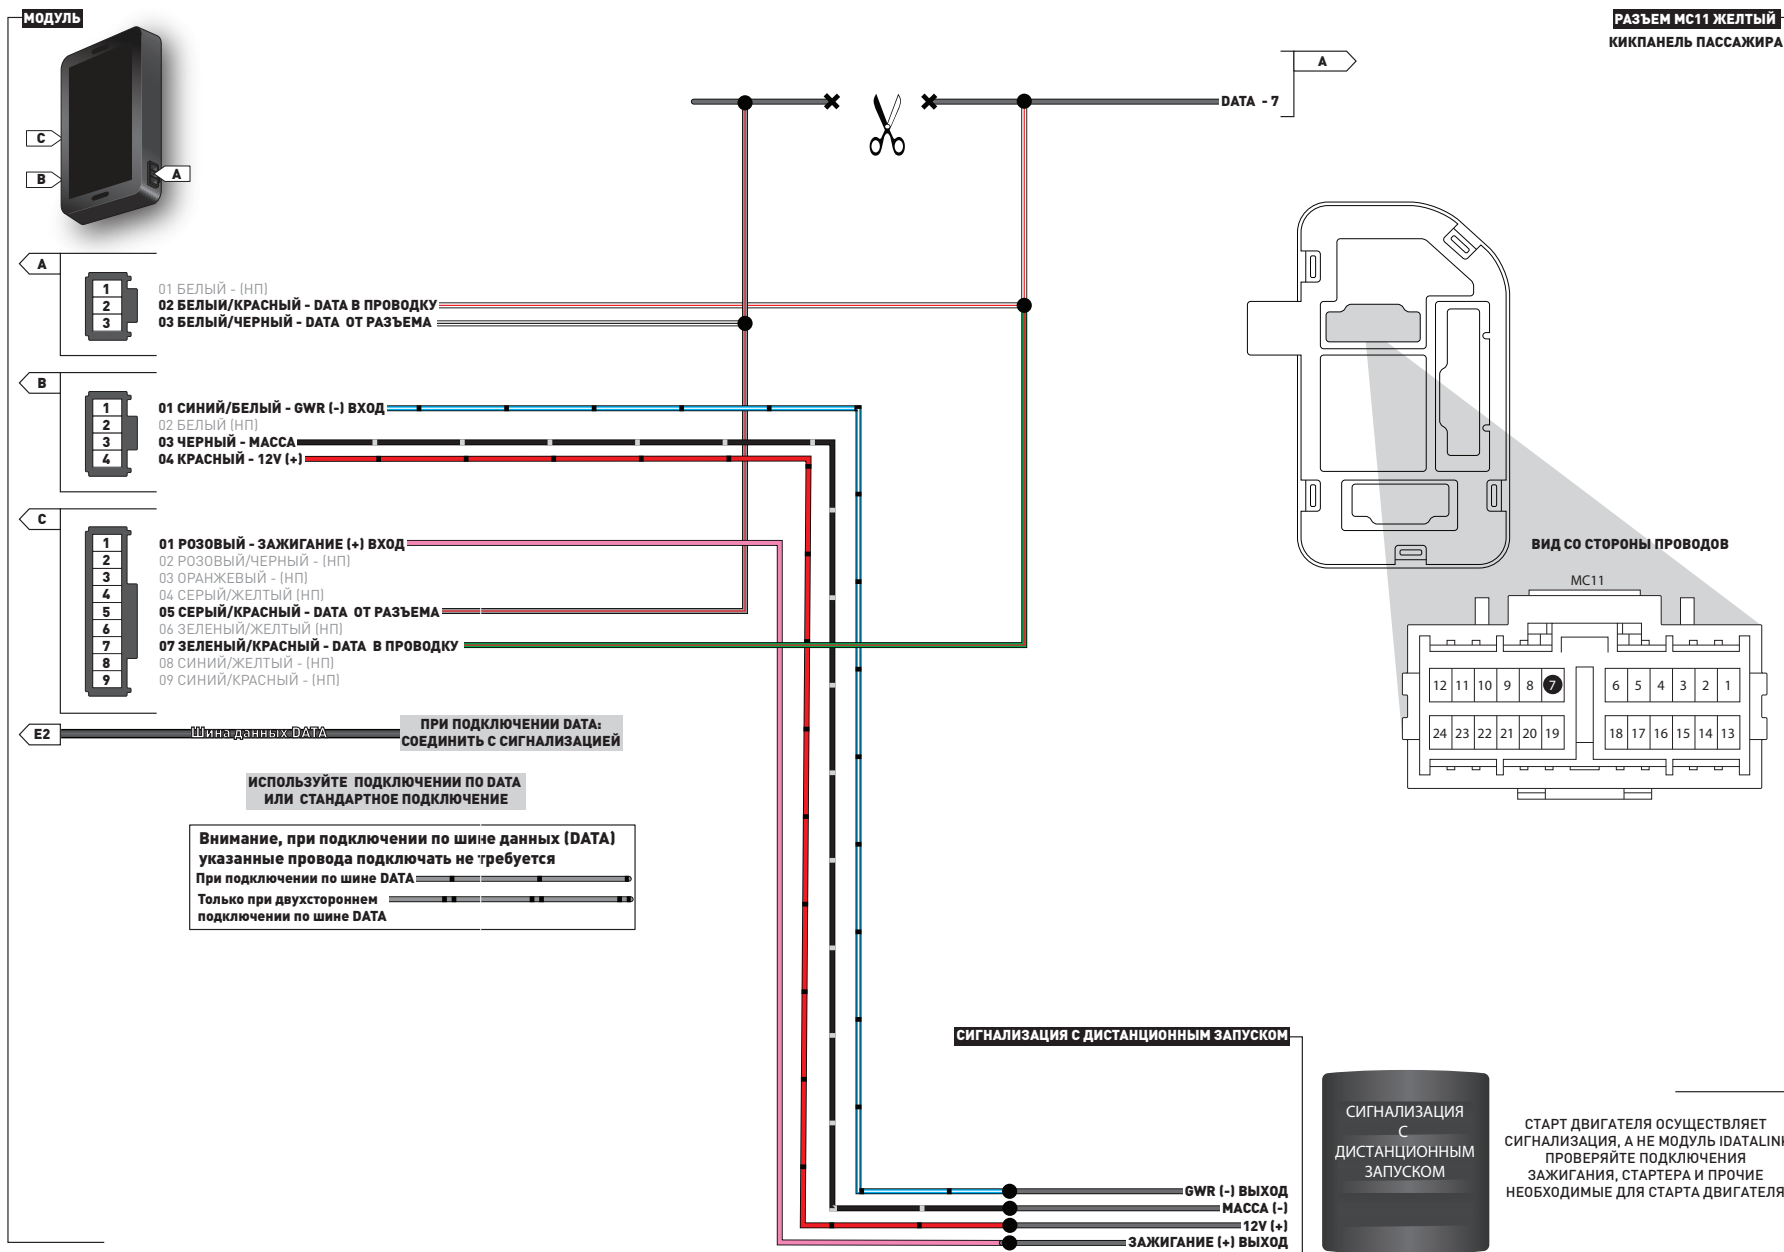 МОДУЛЬ
РАЗЪЕМ MC11 ЖЕЛТЫЙ
КИКПАНЕЛЬ ПАССАЖИРА
A
DATA - 7
C
B
A
A
1
2
3
01 БЕЛЫЙ - (НП)
02 БЕЛЫЙ/КРАСНЫЙ - DATA В ПРОВОДКУ
03 БЕЛЫЙ/ЧЕРНЫЙ - DATA ОТ РАЗЪЕМА
B
1
2
3
4
01 СИНИЙ/БЕЛЫЙ - GWR (-) ВХОД
02 БЕЛЫЙ (НП)
03 ЧЕРНЫЙ - МАССА
04 КРАСНЫЙ - 12V (+)
C
1
2
3
4
5
6
7
8
9
01 РОЗОВЫЙ - ЗАЖИГАНИЕ (+) ВХОД
02 РОЗОВЫЙ/ЧЕРНЫЙ - (НП)
03 ОРАНЖЕВЫЙ - (НП)
04 СЕРЫЙ/ЖЕЛТЫЙ (НП)
05 СЕРЫЙ/КРАСНЫЙ - DATA ОТ РАЗЪЕМА
06 ЗЕЛЕНЫЙ/ЖЕЛТЫЙ (НП)
07 ЗЕЛЕНЫЙ/КРАСНЫЙ - DATA В ПРОВОДКУ
08 СИНИЙ/ЖЕЛТЫЙ - (НП)
09 СИНИЙ/КРАСНЫЙ - (НП)
E2
Шина данных DATA
ПРИ ПОДКЛЮЧЕНИИ DATA:
СОЕДИНИТЬ С СИГНАЛИЗАЦИЕЙ
ИСПОЛЬЗУЙТЕ ПОДКЛЮЧЕНИИ ПО DATA
ИЛИ СТАНДАРТНОЕ ПОДКЛЮЧЕНИЕ
Внимание, при подключении по шине данных (DATA)
указанные провода подключать не требуется
При подключении по шине DATA
Только при двухстороннем
подключении по шине DATA
ВИД СО СТОРОНЫ ПРОВОДОВ
MC11
12 11 10 9 8 7 6 5 4 3 2 1
24 23 22 21 20 19 18 17 16 15 14 13
СИГНАЛИЗАЦИЯ С ДИСТАНЦИОННЫМ ЗАПУСКОМ
GWR (-) ВЫХОД
МАССА (-)
12V (+)
ЗАЖИГАНИЕ (+) ВЫХОД
СИГНАЛИЗАЦИЯ
С
ДИСТАНЦИОННЫМ
ЗАПУСКОМ
СТАРТ ДВИГАТЕЛЯ ОСУЩЕСТВЛЯЕТ
СИГНАЛИЗАЦИЯ, А НЕ МОДУЛЬ IDATALINK
ПРОВЕРЯЙТЕ ПОДКЛЮЧЕНИЯ
ЗАЖИГАНИЯ, СТАРТЕРА И ПРОЧИЕ
НЕОБХОДИМЫЕ ДЛЯ СТАРТА ДВИГАТЕЛЯ